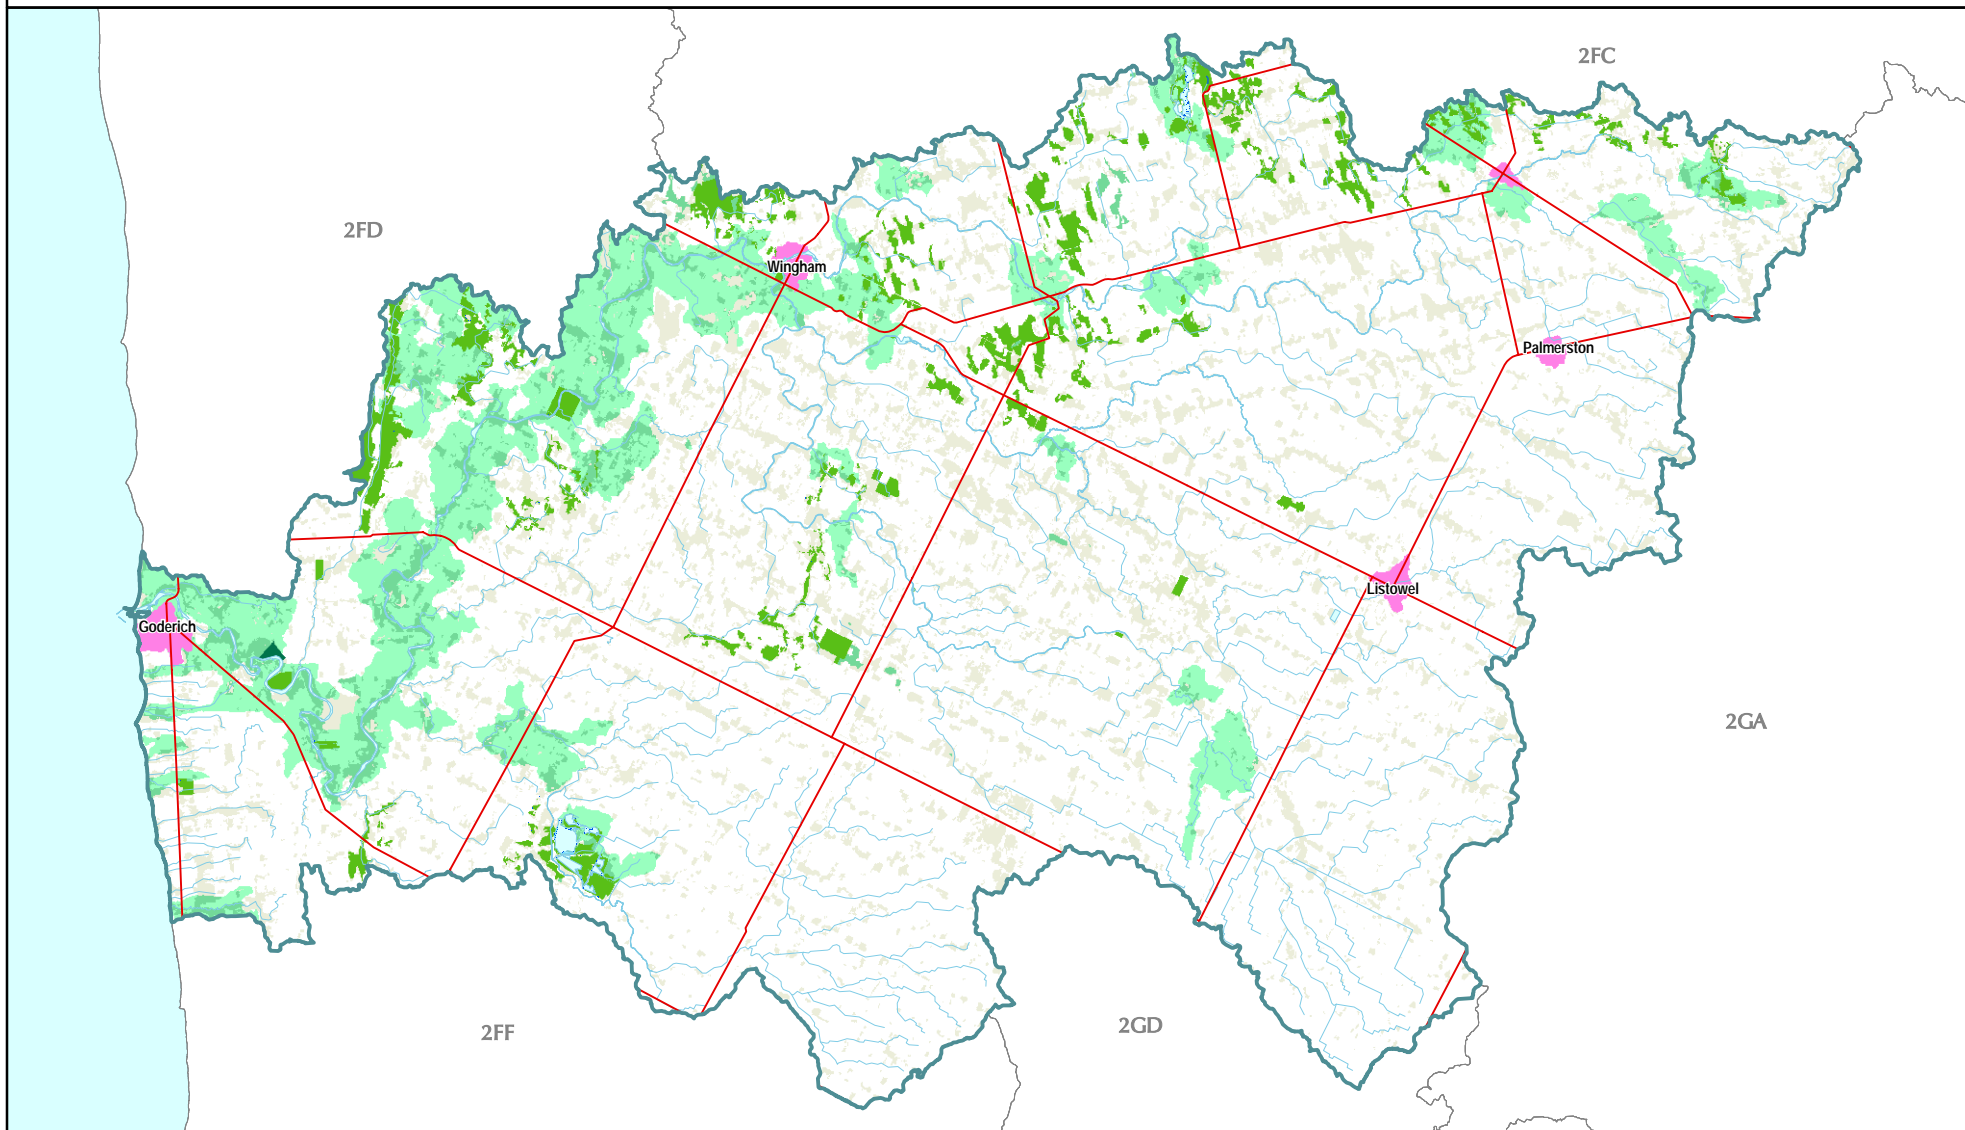 2FC
2FD
Wingham
Palmerston
Listowel
Goderich
2GA
2GD
2FF